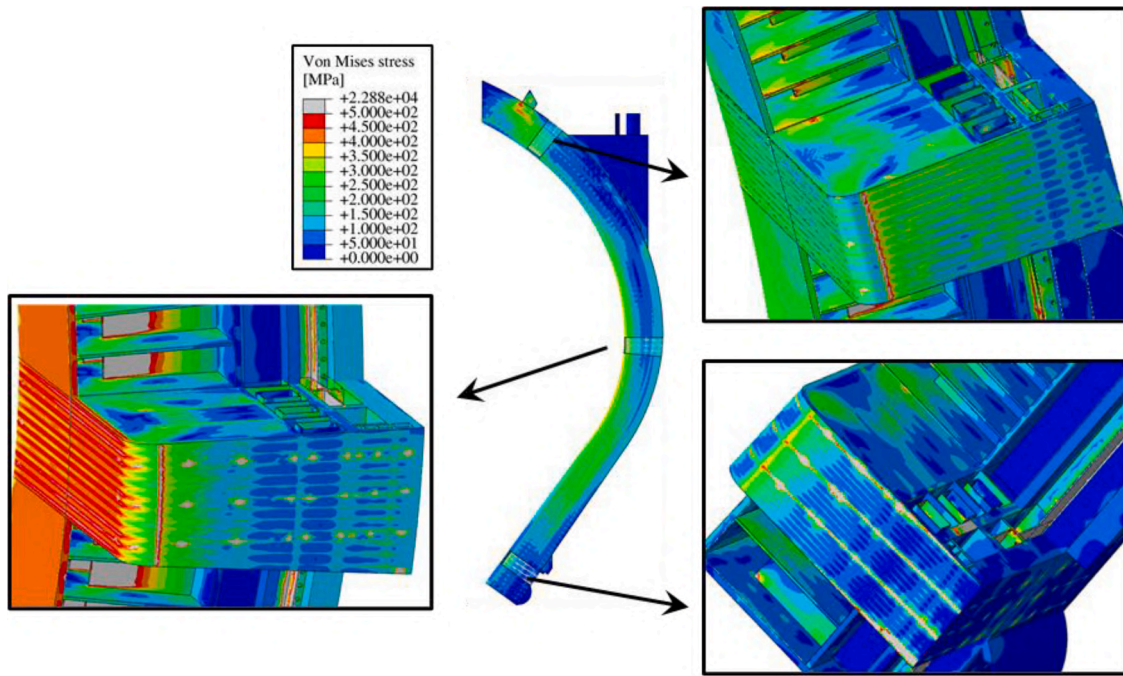 Von Mises stress
[MPa]
+2.288e+04
+5.000e+02
+4.500e+02
+4.000e+02
+3.500e+02
+3.000e+02
+2.500e+02
+2.000e+02
+1.500e+02
+1.000e+02
+5.000e+01
+0.000e+00